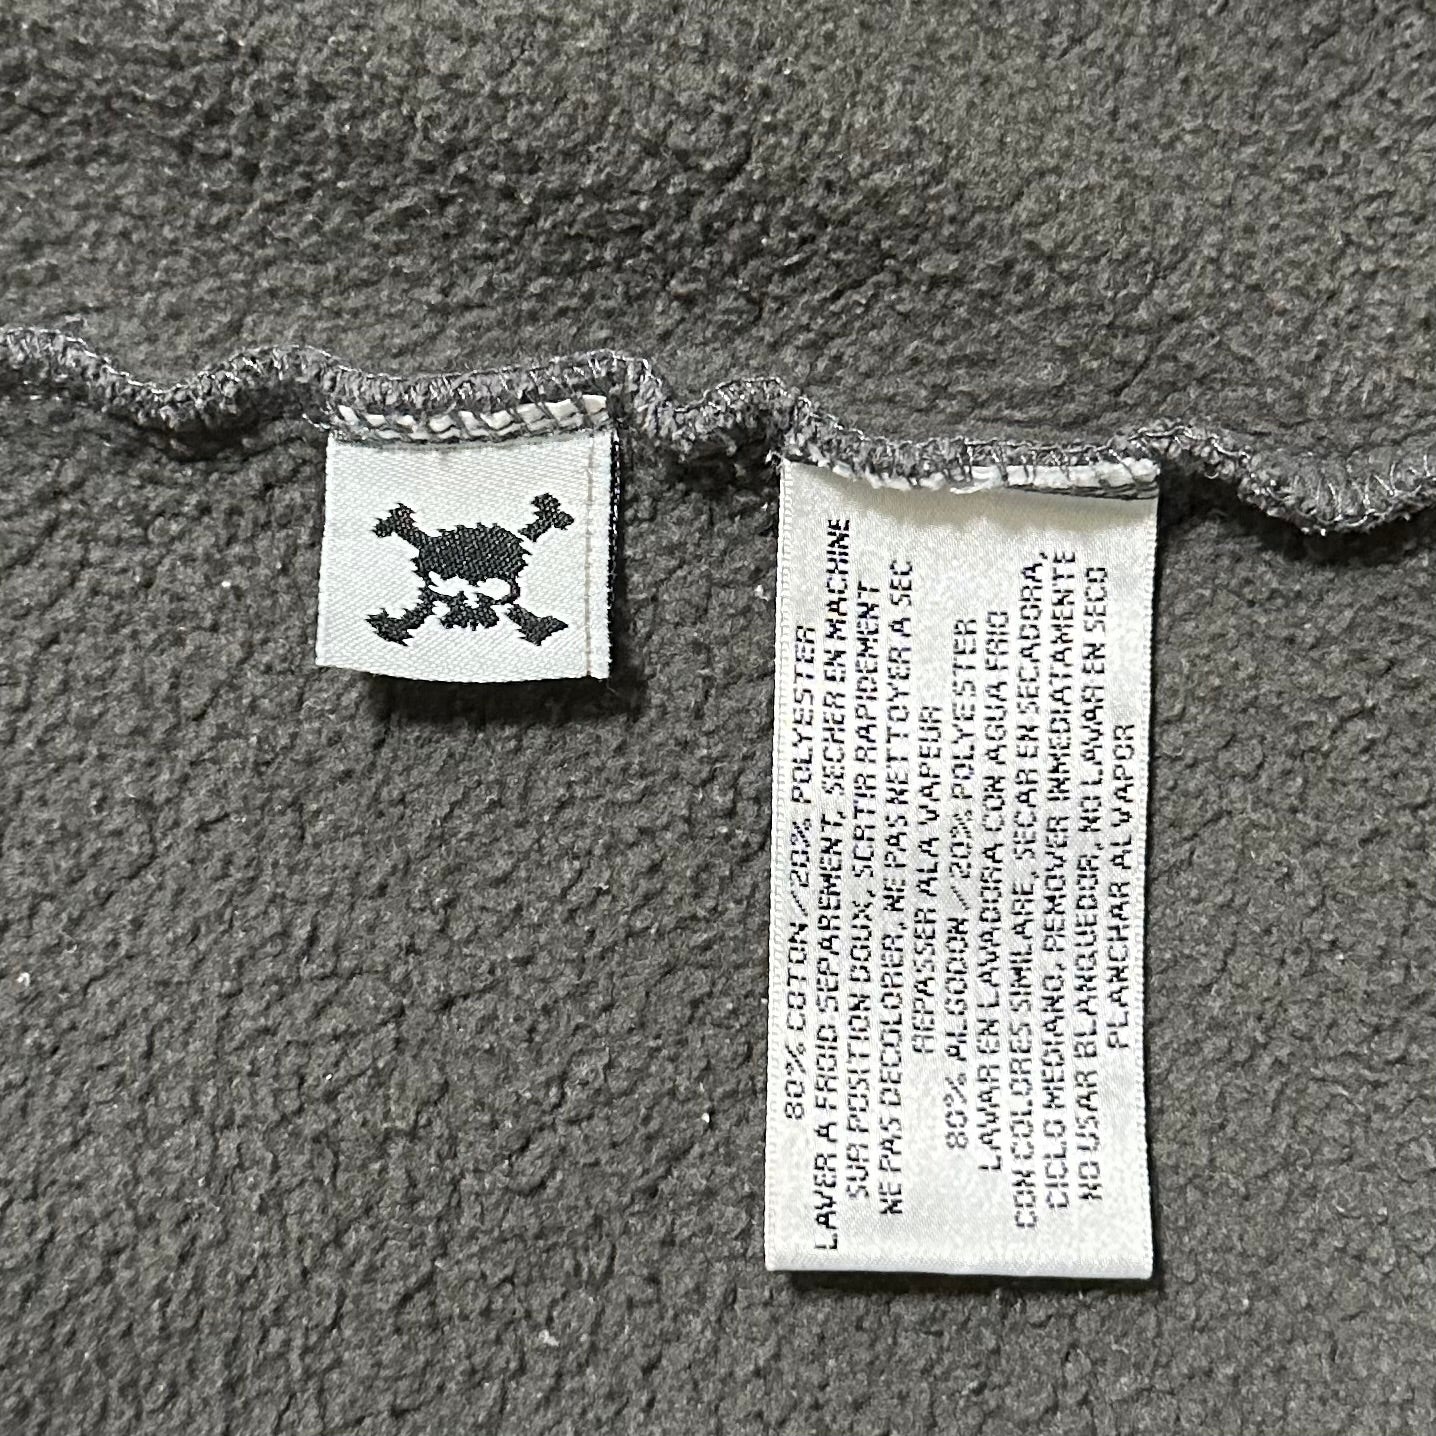 80% COTON/20% POLYESTER
LAVER A FROID SEPAREMENT, SECHER EN MACHINE
SUR POSITION DOUX, SCRTIR RAPIDEMENT
NE PAS DECOLORER, NE PAS NETTOYER A SEC
REPASSER ALA VAPEUR
80% ALGODON/20% POLYESTER
LAVAR EN LAVADORA CON AGUA FRIO
CON COLORES SIMILARE, SECAR EN SECADORA,
CICLO MEDIANO, REMOVER INMEDIATAMENTE
NO USAR BLANQUEDOR, NO LAVAR EN SECO
PLANCHAR AL VAPOR